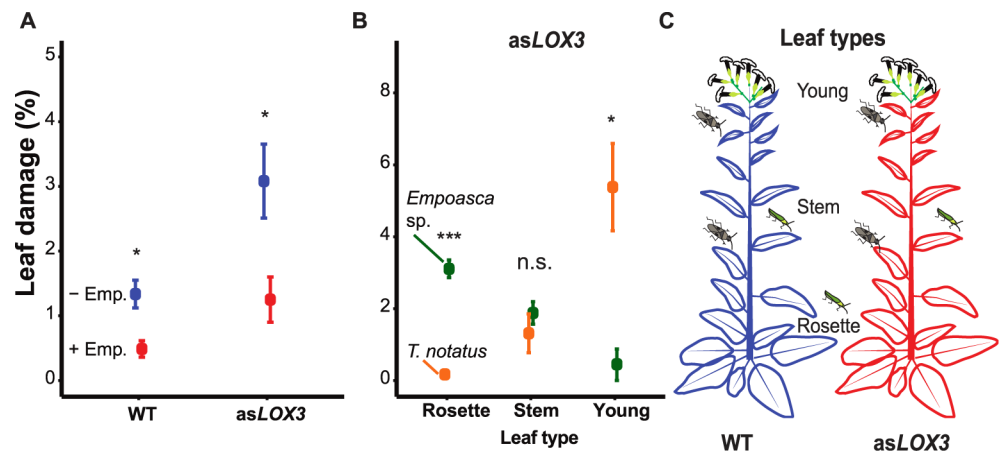 A
Leaf damage (%)
5
4
3
2
1
0
*
*
– Emp.
+ Emp.
WT
asLOX3
B
asLOX3
8
6
4
2
0
Empoasca
sp.
***
n.s.
*
T. notatus
Rosette
Stem
Young
Leaf type
C
Leaf types
Young
Stem
Rosette
WT
asLOX3